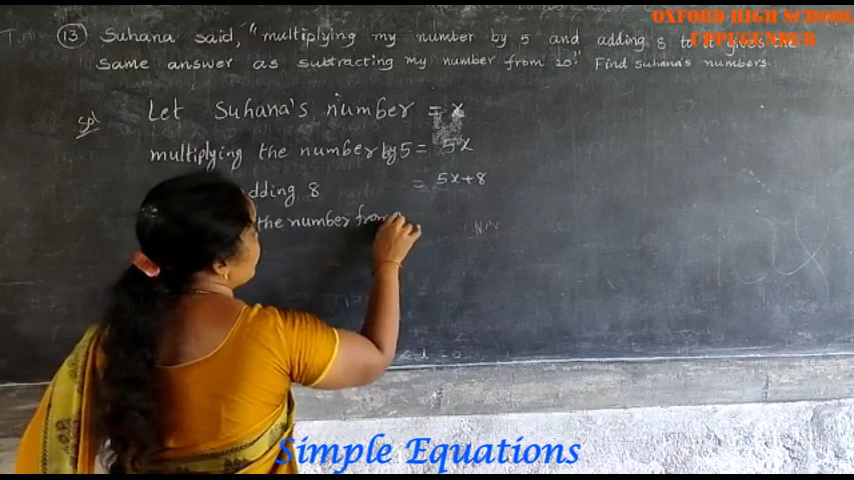 OXFORD HIGH SCHOOL
UPPUGUNDUR
13 Suhana said, "multiplying my number by 5 and adding 8 to it gives the
same answer as subtracting my number from 20". Find suhana's numbers.
Sol
Let Suhana's number = x
multiplying the number by 5 = 5x
adding 8 = 5x+8
the number from
Simple Equations